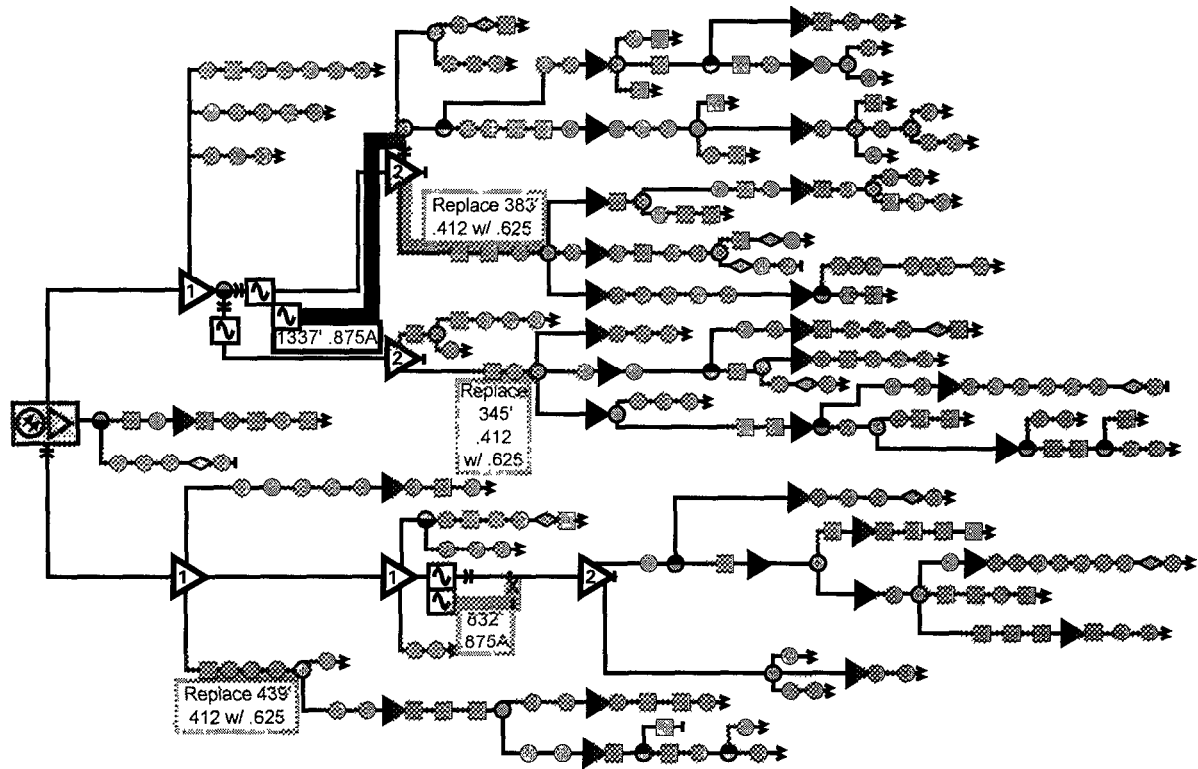 2
Replace 383'
.412 w/ .625
1
1337' .875A
2
Replace
345'
.412
w/ .625
1
1
2
832'
.875A
Replace 439'
412 w/ .625